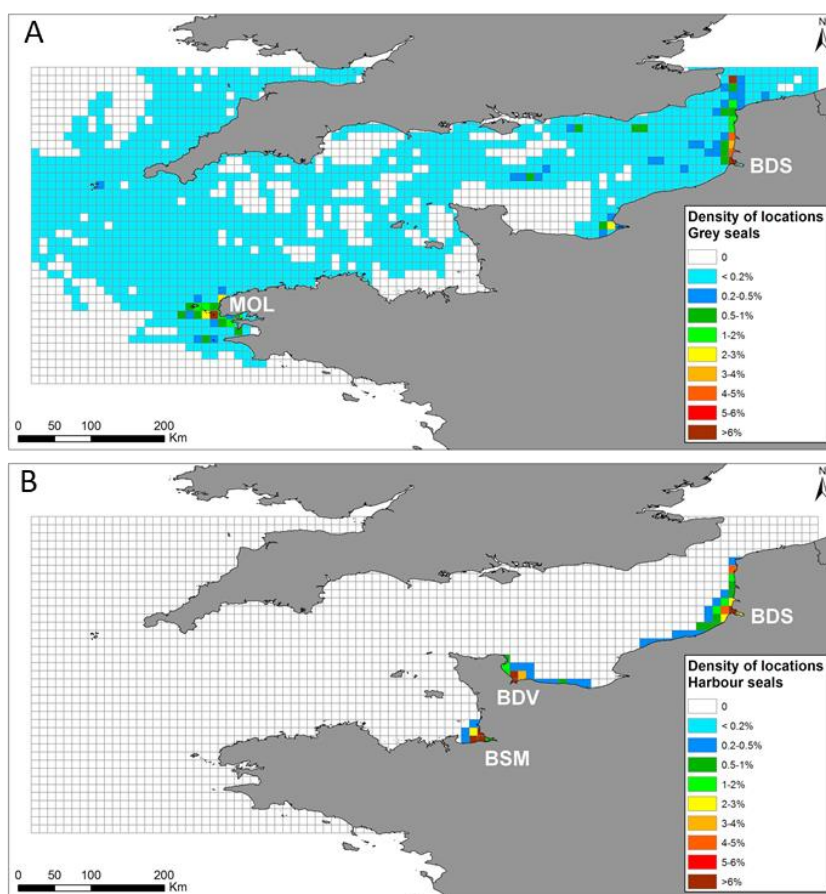 A
N
BDS
MOL
Density of locations
Grey seals
0
< 0.2%
0.2-0.5%
0.5-1%
1-2%
2-3%
3-4%
4-5%
5-6%
>6%
0 50 100 200
Km
B
N
BDS
BDV
BSM
Density of locations
Harbour seals
0
< 0.2%
0.2-0.5%
0.5-1%
1-2%
2-3%
3-4%
4-5%
5-6%
>6%
0 50 100 200
Km